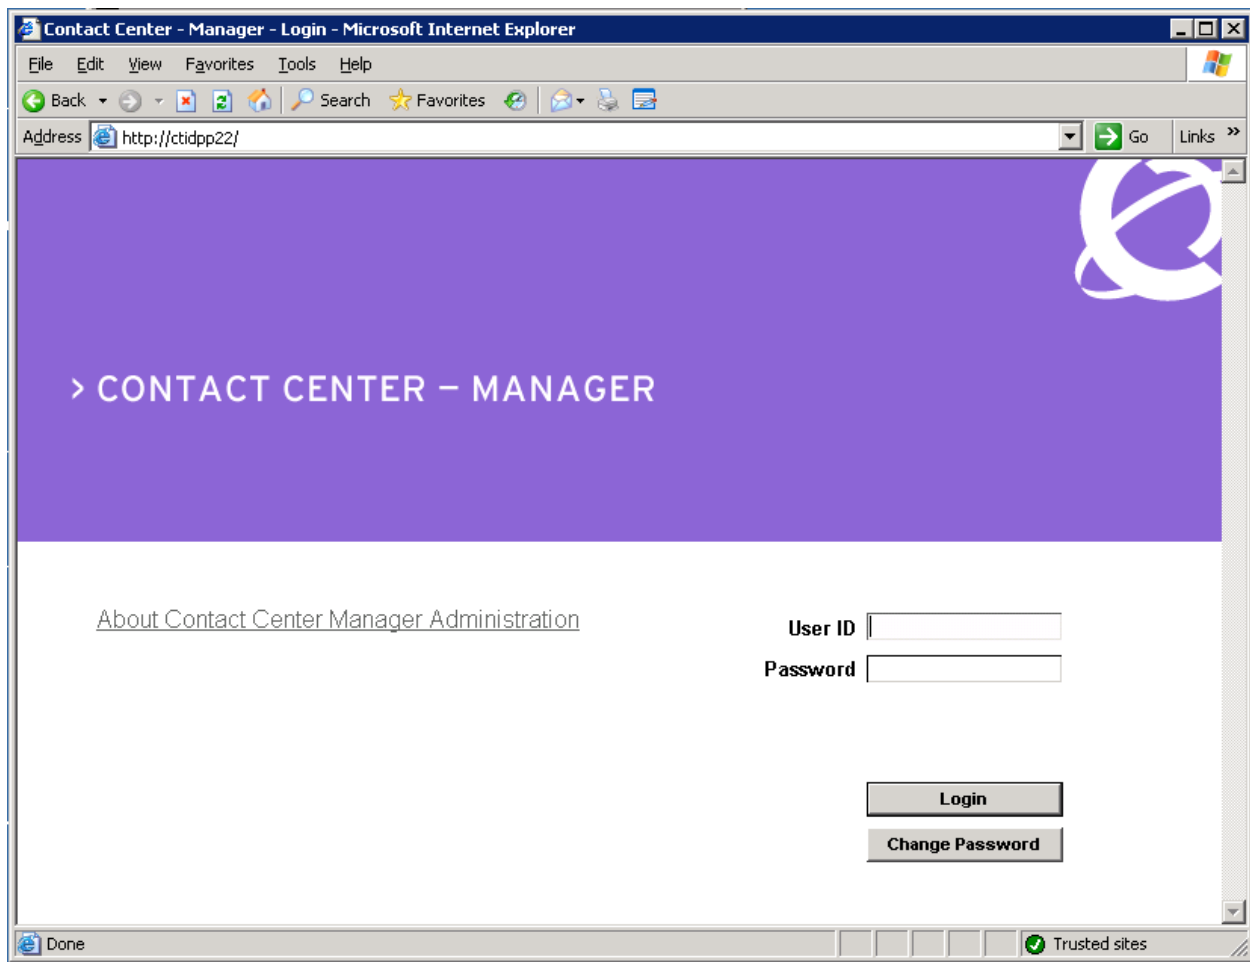 Contact Center - Manager - Login - Microsoft Internet Explorer
File Edit View Favorites Tools Help
Back Search Favorites
Address http://ctidpp22/ Go Links »
> CONTACT CENTER – MANAGER
About Contact Center Manager Administration
User ID
Password
Login
Change Password
Done Trusted sites